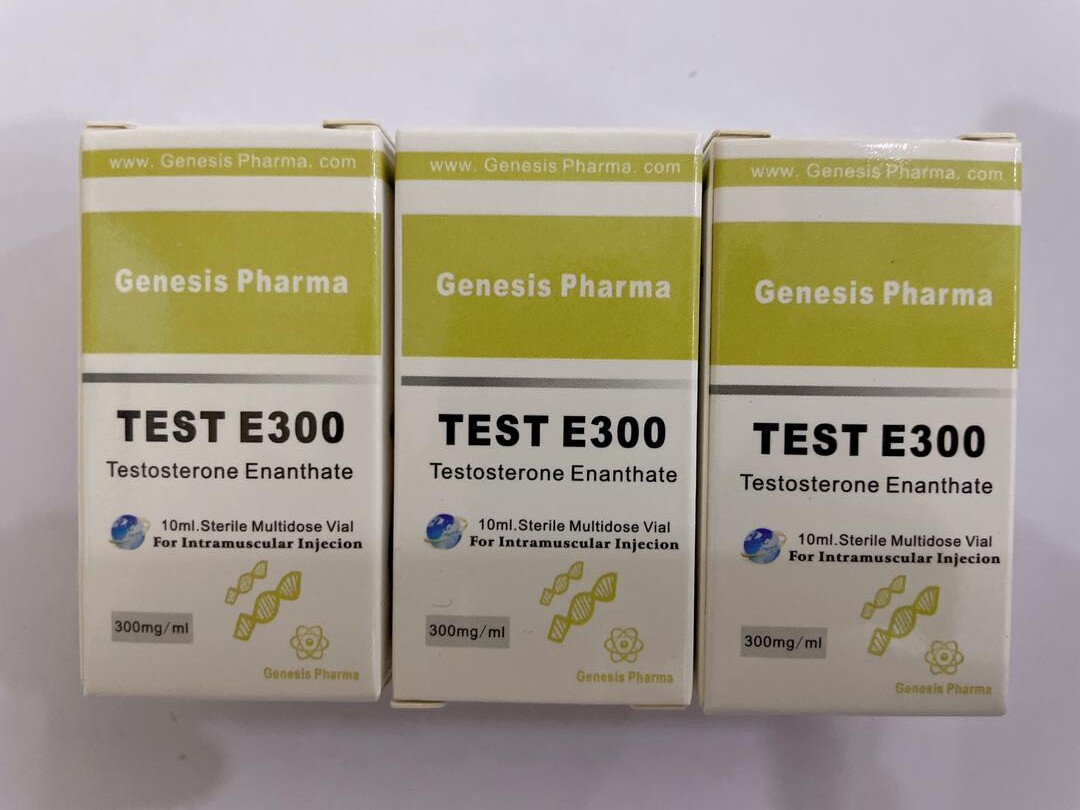 www. Genesis Pharma. com
Genesis Pharma
TEST E300
Testosterone Enanthate
10ml.Sterile Multidose Vial
For Intramuscular Injecion
300mg/ml
Genesis Pharma
www. Genesis Pharma. com
Genesis Pharma
TEST E300
Testosterone Enanthate
10ml.Sterile Multidose Vial
For Intramuscular Injecion
300mg/ml
Genesis Pharma
www. Genesis Pharma. com
Genesis Pharma
TEST E300
Testosterone Enanthate
10ml.Sterile Multidose Vial
For Intramuscular Injecion
300mg/ml
Genesis Pharma